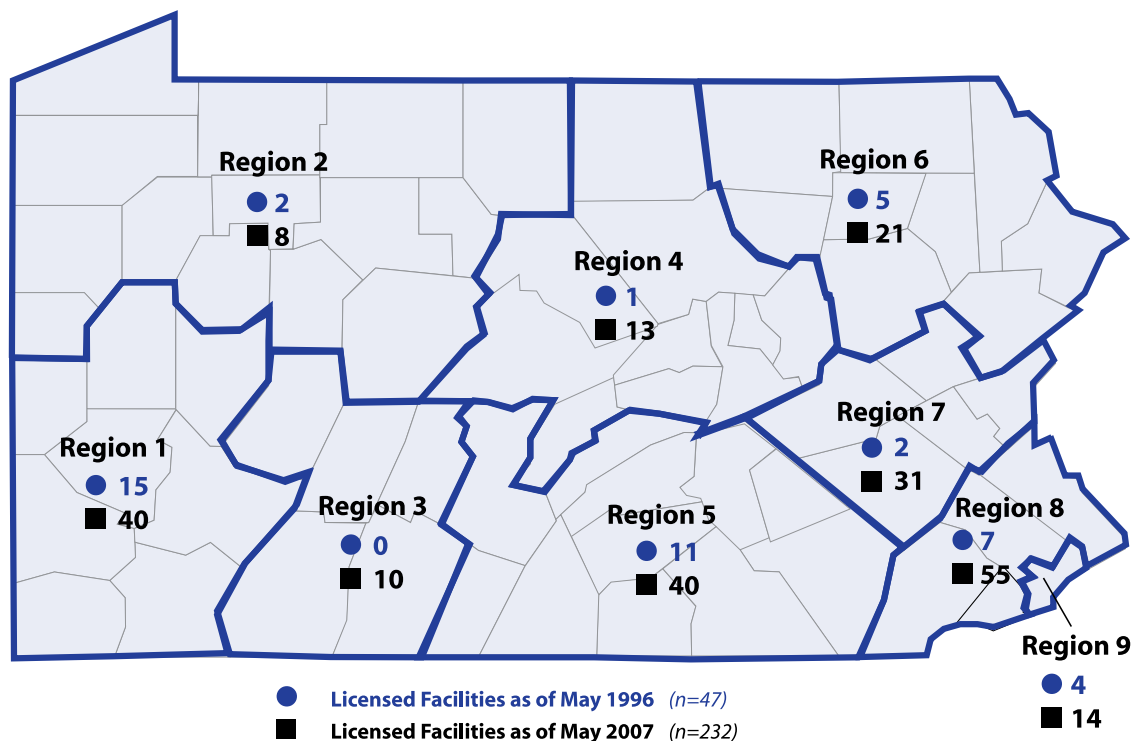 Region 2
2
8
Region 6
5
21
Region 4
1
13
Region 7
2
31
Region 1
15
40
Region 3
0
10
Region 5
11
40
Region 8
7
55
Region 9
4
14
Licensed Facilities as of May 1996 (n=47)
Licensed Facilities as of May 2007 (n=232)